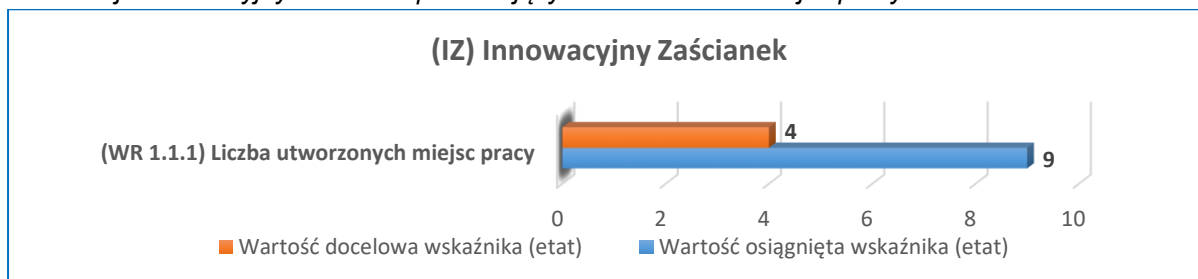 (IZ) Innowacyjny Zaścianek
(WR 1.1.1) Liczba utworzonych miejsc pracy
4
9
0 2 4 6 8 10
Wartość docelowa wskaźnika (etat) Wartość osiągnięta wskaźnika (etat)